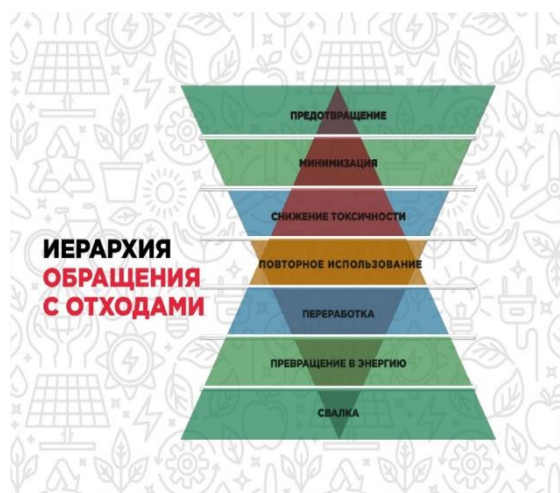 ПРЕДОТВРАЩЕНИЕ
МИНИМИЗАЦИЯ
СНИЖЕНИЕ ТОКСИЧНОСТИ
ИЕРАРХИЯ
ОБРАЩЕНИЯ
С ОТХОДАМИ
ПОВТОРНОЕ ИСПОЛЬЗОВАНИЕ
ПЕРЕРАБОТКА
ПРЕВРАЩЕНИЕ В ЭНЕРГИЮ
СВАЛКА